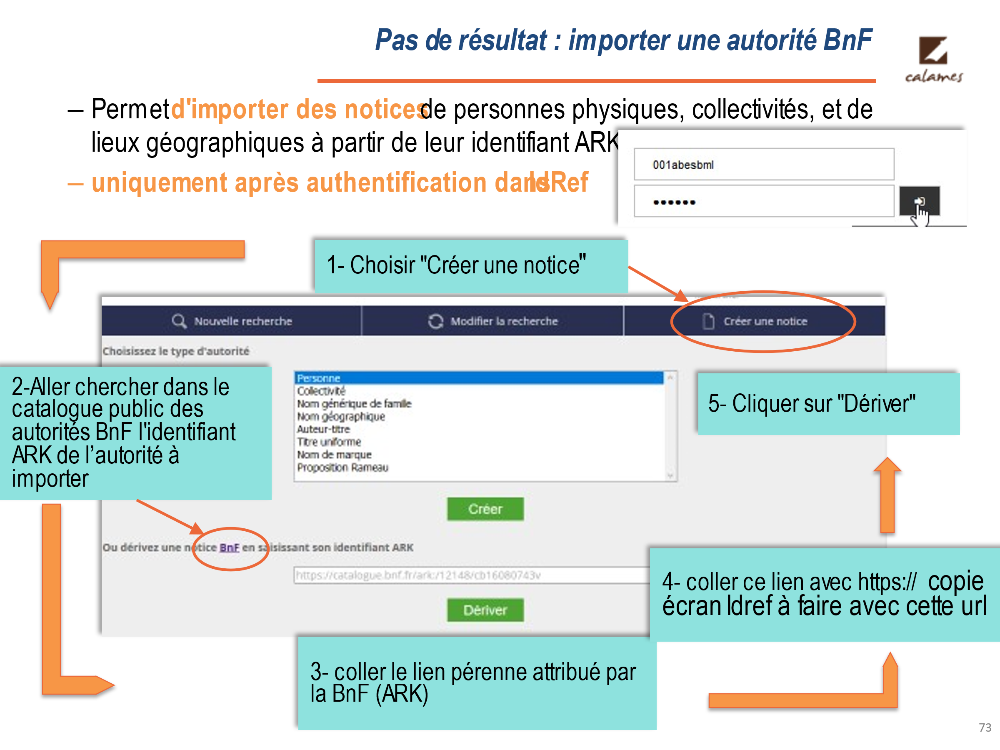 Pas de résultat : importer une autorité BnF
calames
– Permet d'importer des notices de personnes physiques, collectivités, et de
lieux géographiques à partir de leur identifiant ARK
– uniquement après authentification dans IdRef
001abesbml
••••••
1- Choisir "Créer une notice"
Nouvelle recherche
Modifier la recherche
Créer une notice
Choisissez le type d'autorité
2-Aller chercher dans le
catalogue public des
autorités BnF l'identifiant
ARK de l’autorité à
importer
Personne
Collectivité
Nom générique de famille
Nom géographique
Auteur-titre
Titre uniforme
Nom de marque
Proposition Rameau
5- Cliquer sur "Dériver"
Créer
Ou dérivez une notice BnF en saisissant son identifiant ARK
https://catalogue.bnf.fr/ark:/12148/cb16080743v
Dériver
4- coller ce lien avec https:// copie
écran Idref à faire avec cette url
3- coller le lien pérenne attribué par
la BnF (ARK)
73